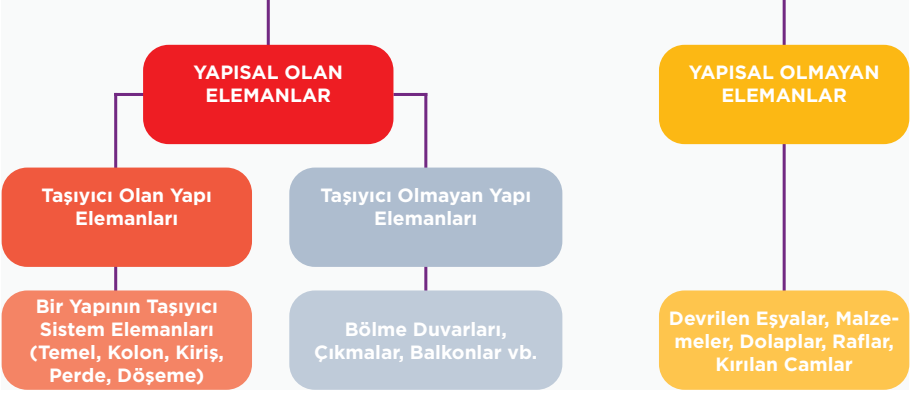 YAPISAL OLAN
ELEMANLAR
YAPISAL OLMAYAN
ELEMANLAR
Taşıyıcı Olan Yapı
Elemanları
Taşıyıcı Olmayan Yapı
Elemanları
Bir Yapının Taşıyıcı
Sistem Elemanları
(Temel, Kolon, Kiriş,
Perde, Döşeme)
Bölme Duvarları,
Çıkmalar, Balkonlar vb.
Devrilen Eşyalar, Malze-
meler, Dolaplar, Raflar,
Kırılan Camlar